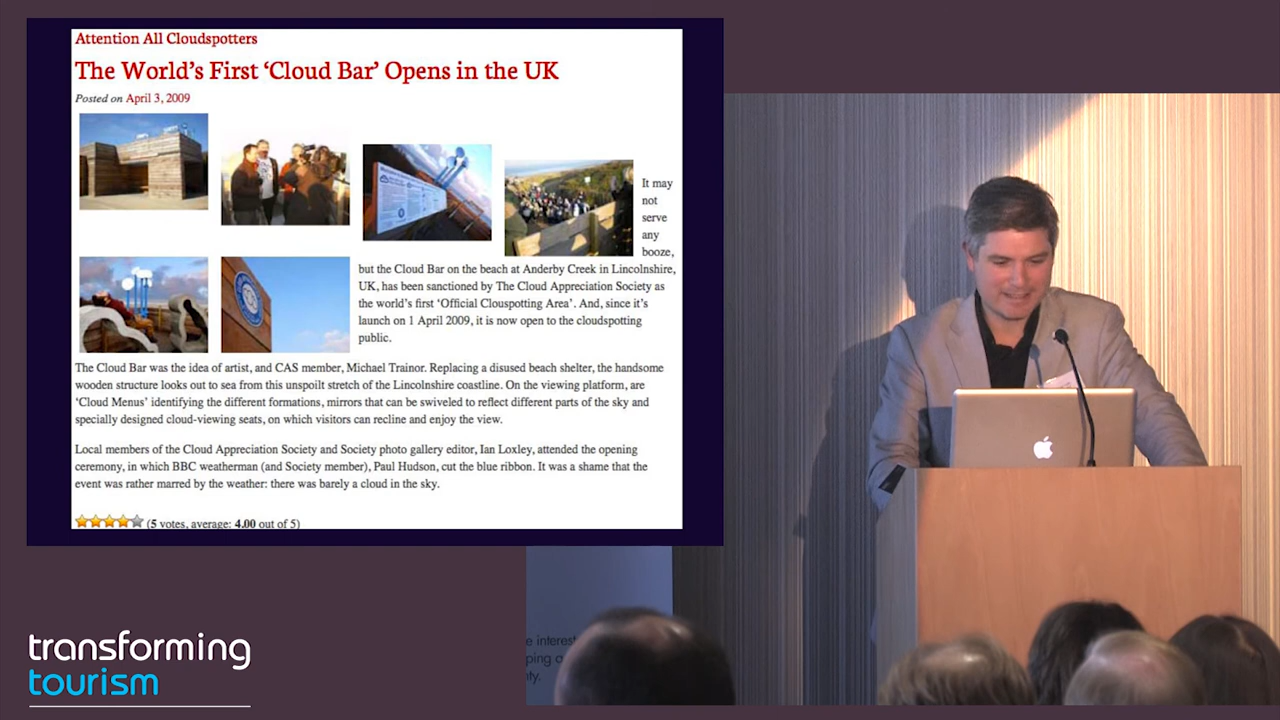 Attention All Cloudspotters
The World's First ‘Cloud Bar’ Opens in the UK
Posted on April 3, 2009
It may
not
serve
any
booze,
but the Cloud Bar on the beach at Anderby Creek in Lincolnshire,
UK, has been sanctioned by The Cloud Appreciation Society as
the world's first ‘Official Clouspotting Area’. And, since it's
launch on 1 April 2009, it is now open to the cloudspotting
public.
The Cloud Bar was the idea of artist, and CAS member, Michael Trainor. Replacing a disused beach shelter, the handsome
wooden structure looks out to sea from this unspoilt stretch of the Lincolnshire coastline. On the viewing platform, are
‘Cloud Menus’ identifying the different formations, mirrors that can be swiveled to reflect different parts of the sky and
specially designed cloud-viewing seats, on which visitors can recline and enjoy the view.
Local members of the Cloud Appreciation Society and Society photo gallery editor, Ian Loxley, attended the opening
ceremony, in which BBC weatherman (and Society member), Paul Hudson, cut the blue ribbon. It was a shame that the
event was rather marred by the weather: there was barely a cloud in the sky.
(5 votes, average: 4.00 out of 5)
e interest
ping a
ty.
transforming
tourism